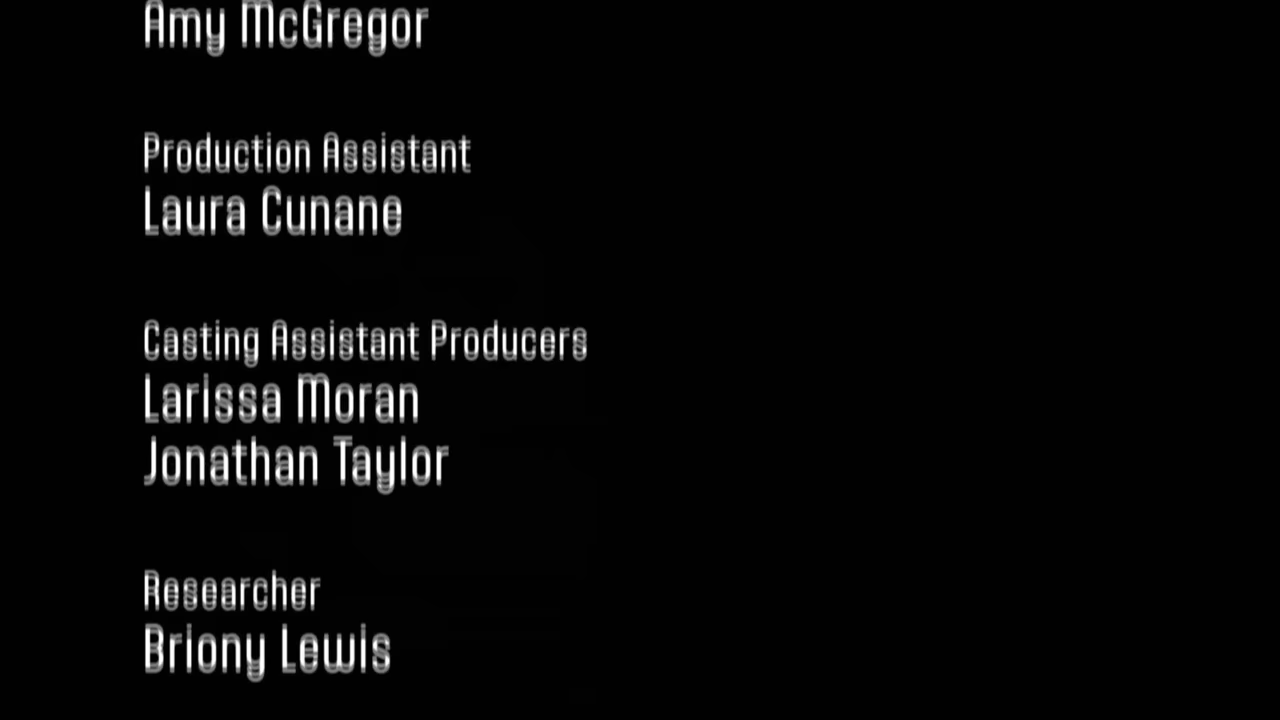 Amy McGregor
Production Assistant
Laura Cunane
Casting Assistant Producers
Larissa Moran
Jonathan Taylor
Researcher
Briony Lewis